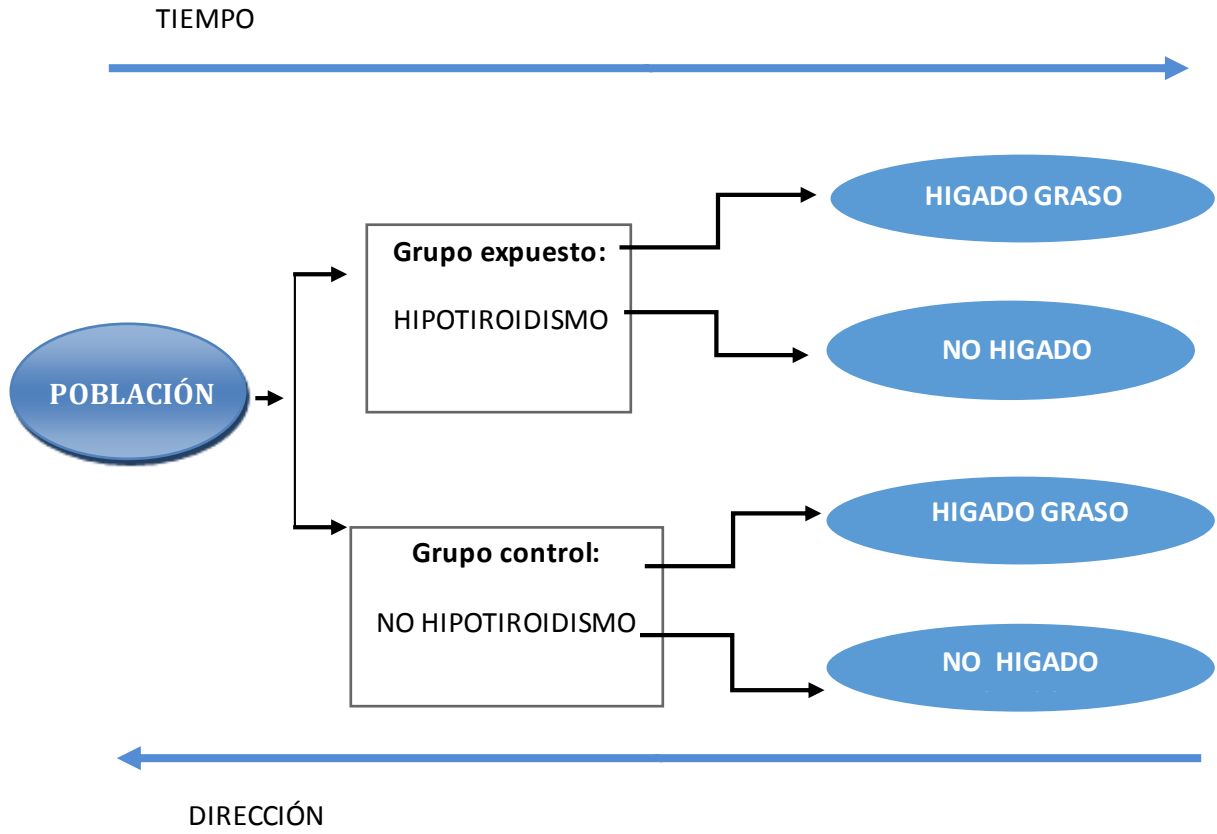 TIEMPO
HIGADO GRASO
Grupo expuesto:
HIPOTIROIDISMO
NO HIGADO
POBLACIÓN
HIGADO GRASO
Grupo control:
NO HIPOTIROIDISMO
NO HIGADO
DIRECCIÓN